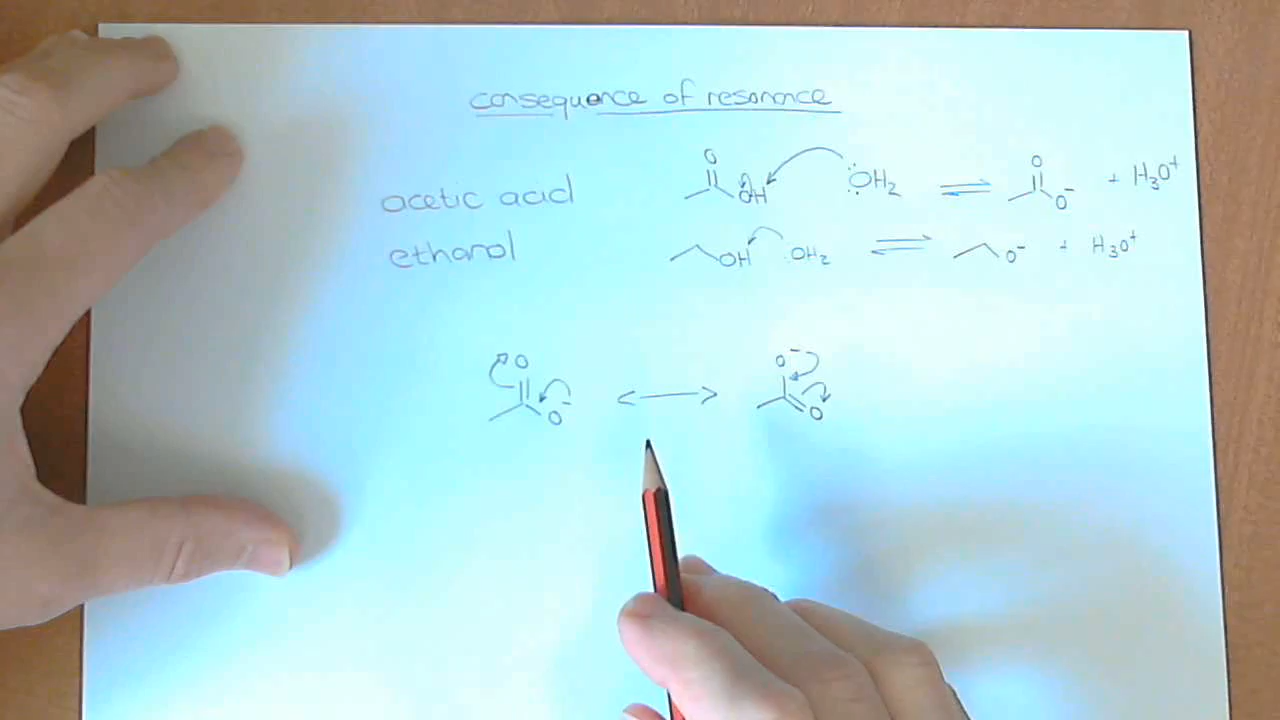 consequence of resonance
acetic acid O OH :OH2 ⇌ O O⁻ + H3O⁺
ethanol OH :OH2 ⇌ O⁻ + H3O⁺
O O⁻ ⟷ O⁻ O